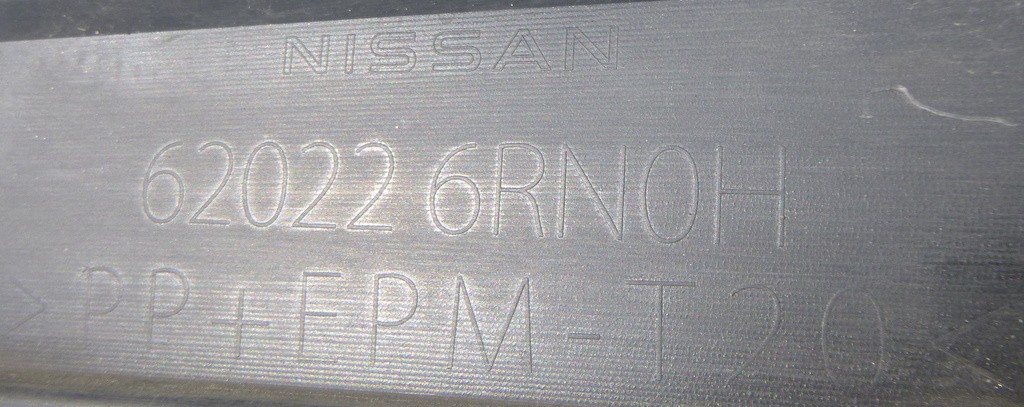 NISSAN
62022 6RN0H
>PP+EPM-T20<